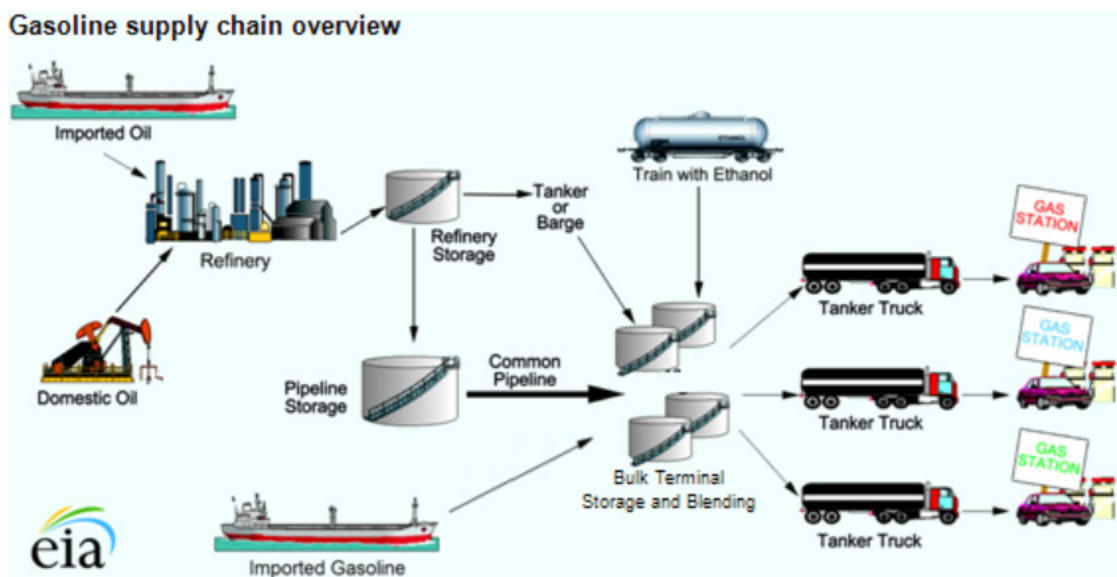 Gasoline supply chain overview
Imported Oil
ETHANOL
Train with Ethanol
Refinery
Refinery
Storage
Tanker
or
Barge
GAS
STATION
Tanker Truck
Domestic Oil
Pipeline
Storage
Common
Pipeline
GAS
STATION
Tanker Truck
Bulk Terminal
Storage and Blending
GAS
STATION
Tanker Truck
eia
Imported Gasoline